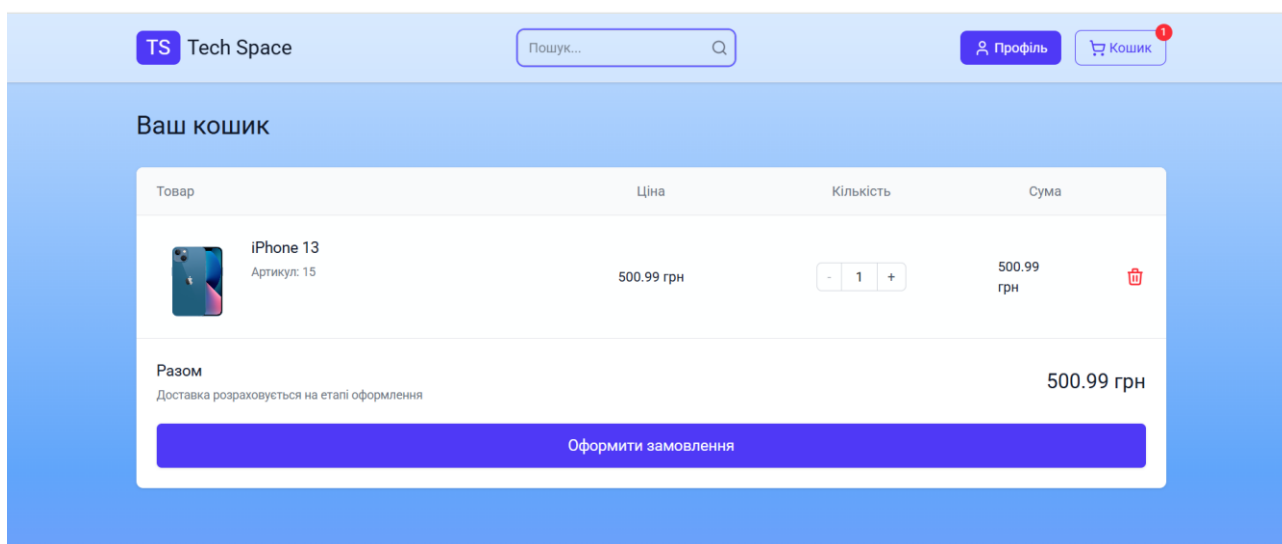 TS Tech Space
Пошук...
Профіль
Кошик
1
Ваш кошик
Товар Ціна Кількість Сума
iPhone 13
Артикул: 15
500.99 грн
- 1 +
500.99
грн
Разом
Доставка розраховується на етапі оформлення
500.99 грн
Оформити замовлення